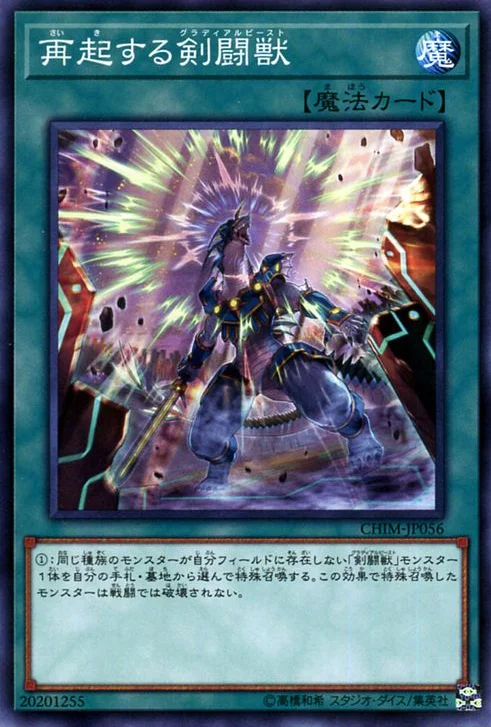 再起する剣闘獣
魔
【魔法カード】
CHIM-JP056
①:同じ種族のモンスターが自分フィールドに存在しない「剣闘獣」モンスター
1体を自分の手札・墓地から選んで特殊召喚する。この効果で特殊召喚した
モンスターは戦闘では破壊されない。
20201255
©高橋和希 スタジオ・ダイス/集英社